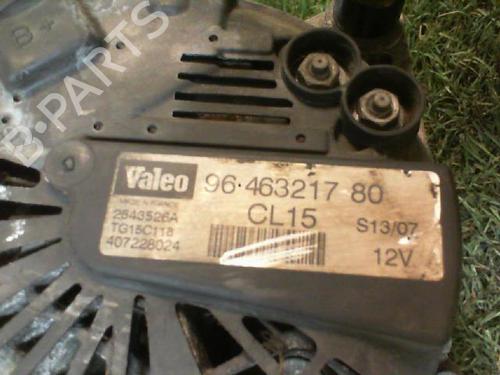 B+
B-PARTS
Valeo
96·463217 80
MADE IN FRANCE
CL15
2543526A
TG15C118
S13/07
407228024
12V